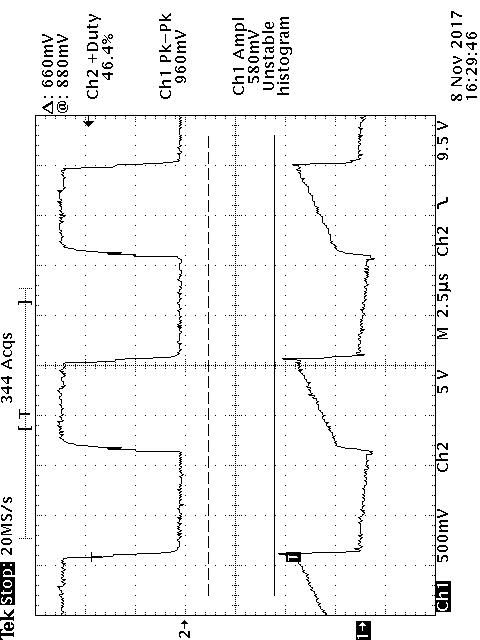 Tek Stop: 20MS/s 344 Acqs
[ T ]
Δ: 660mV
@: 880mV
Ch2 +Duty
46.4%
Ch1 Pk-Pk
960mV
Ch1 Ampl
580mV
Unstable
histogram
2→
1→
Ch1 500mV Ch2 5 V M 2.5µs Ch2 9.5 V
8 Nov 2017
16:29:46